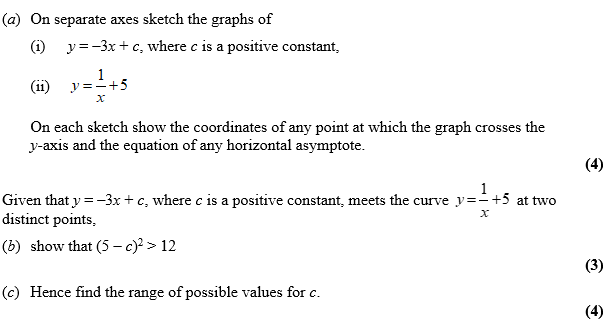 (a) On separate axes sketch the graphs of
(i) y = −3x + c, where c is a positive constant,
(ii) y = 1/x + 5
On each sketch show the coordinates of any point at which the graph crosses the
y-axis and the equation of any horizontal asymptote.
(4)
Given that y = −3x + c, where c is a positive constant, meets the curve y = 1/x + 5 at two
distinct points,
(b) show that (5 − c)² > 12
(3)
(c) Hence find the range of possible values for c.
(4)